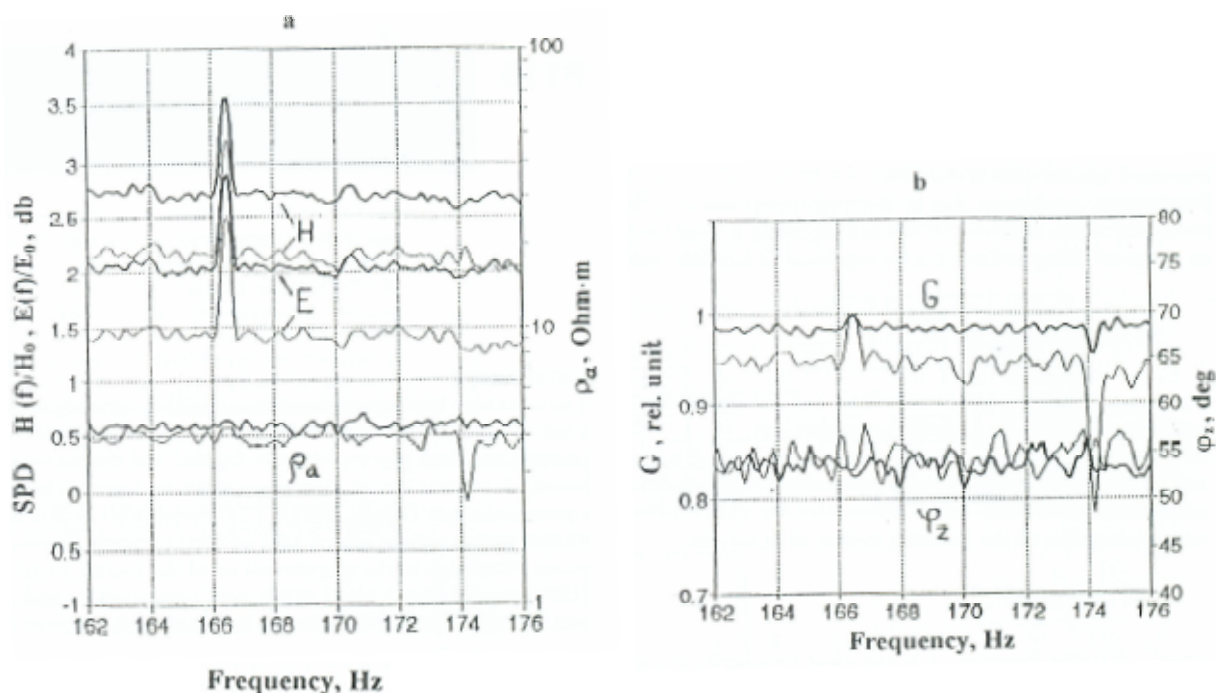 a
4
3.5
3
2.5
2
1.5
1
0.5
0
0.5
-1
100
10
1
162 164 166 168 170 172 174 176
SPD H (f)/H₀ , E(f)/E₀ , db
ρₐ, Ohm·m
H
E
ρa
Frequency, Hz
b
1
0.9
0.8
0.7
80
75
70
65
60
55
50
45
40
162 164 166 168 170 172 174 176
G , rel. unit
φz, deg
G
φz
Frequency, Hz